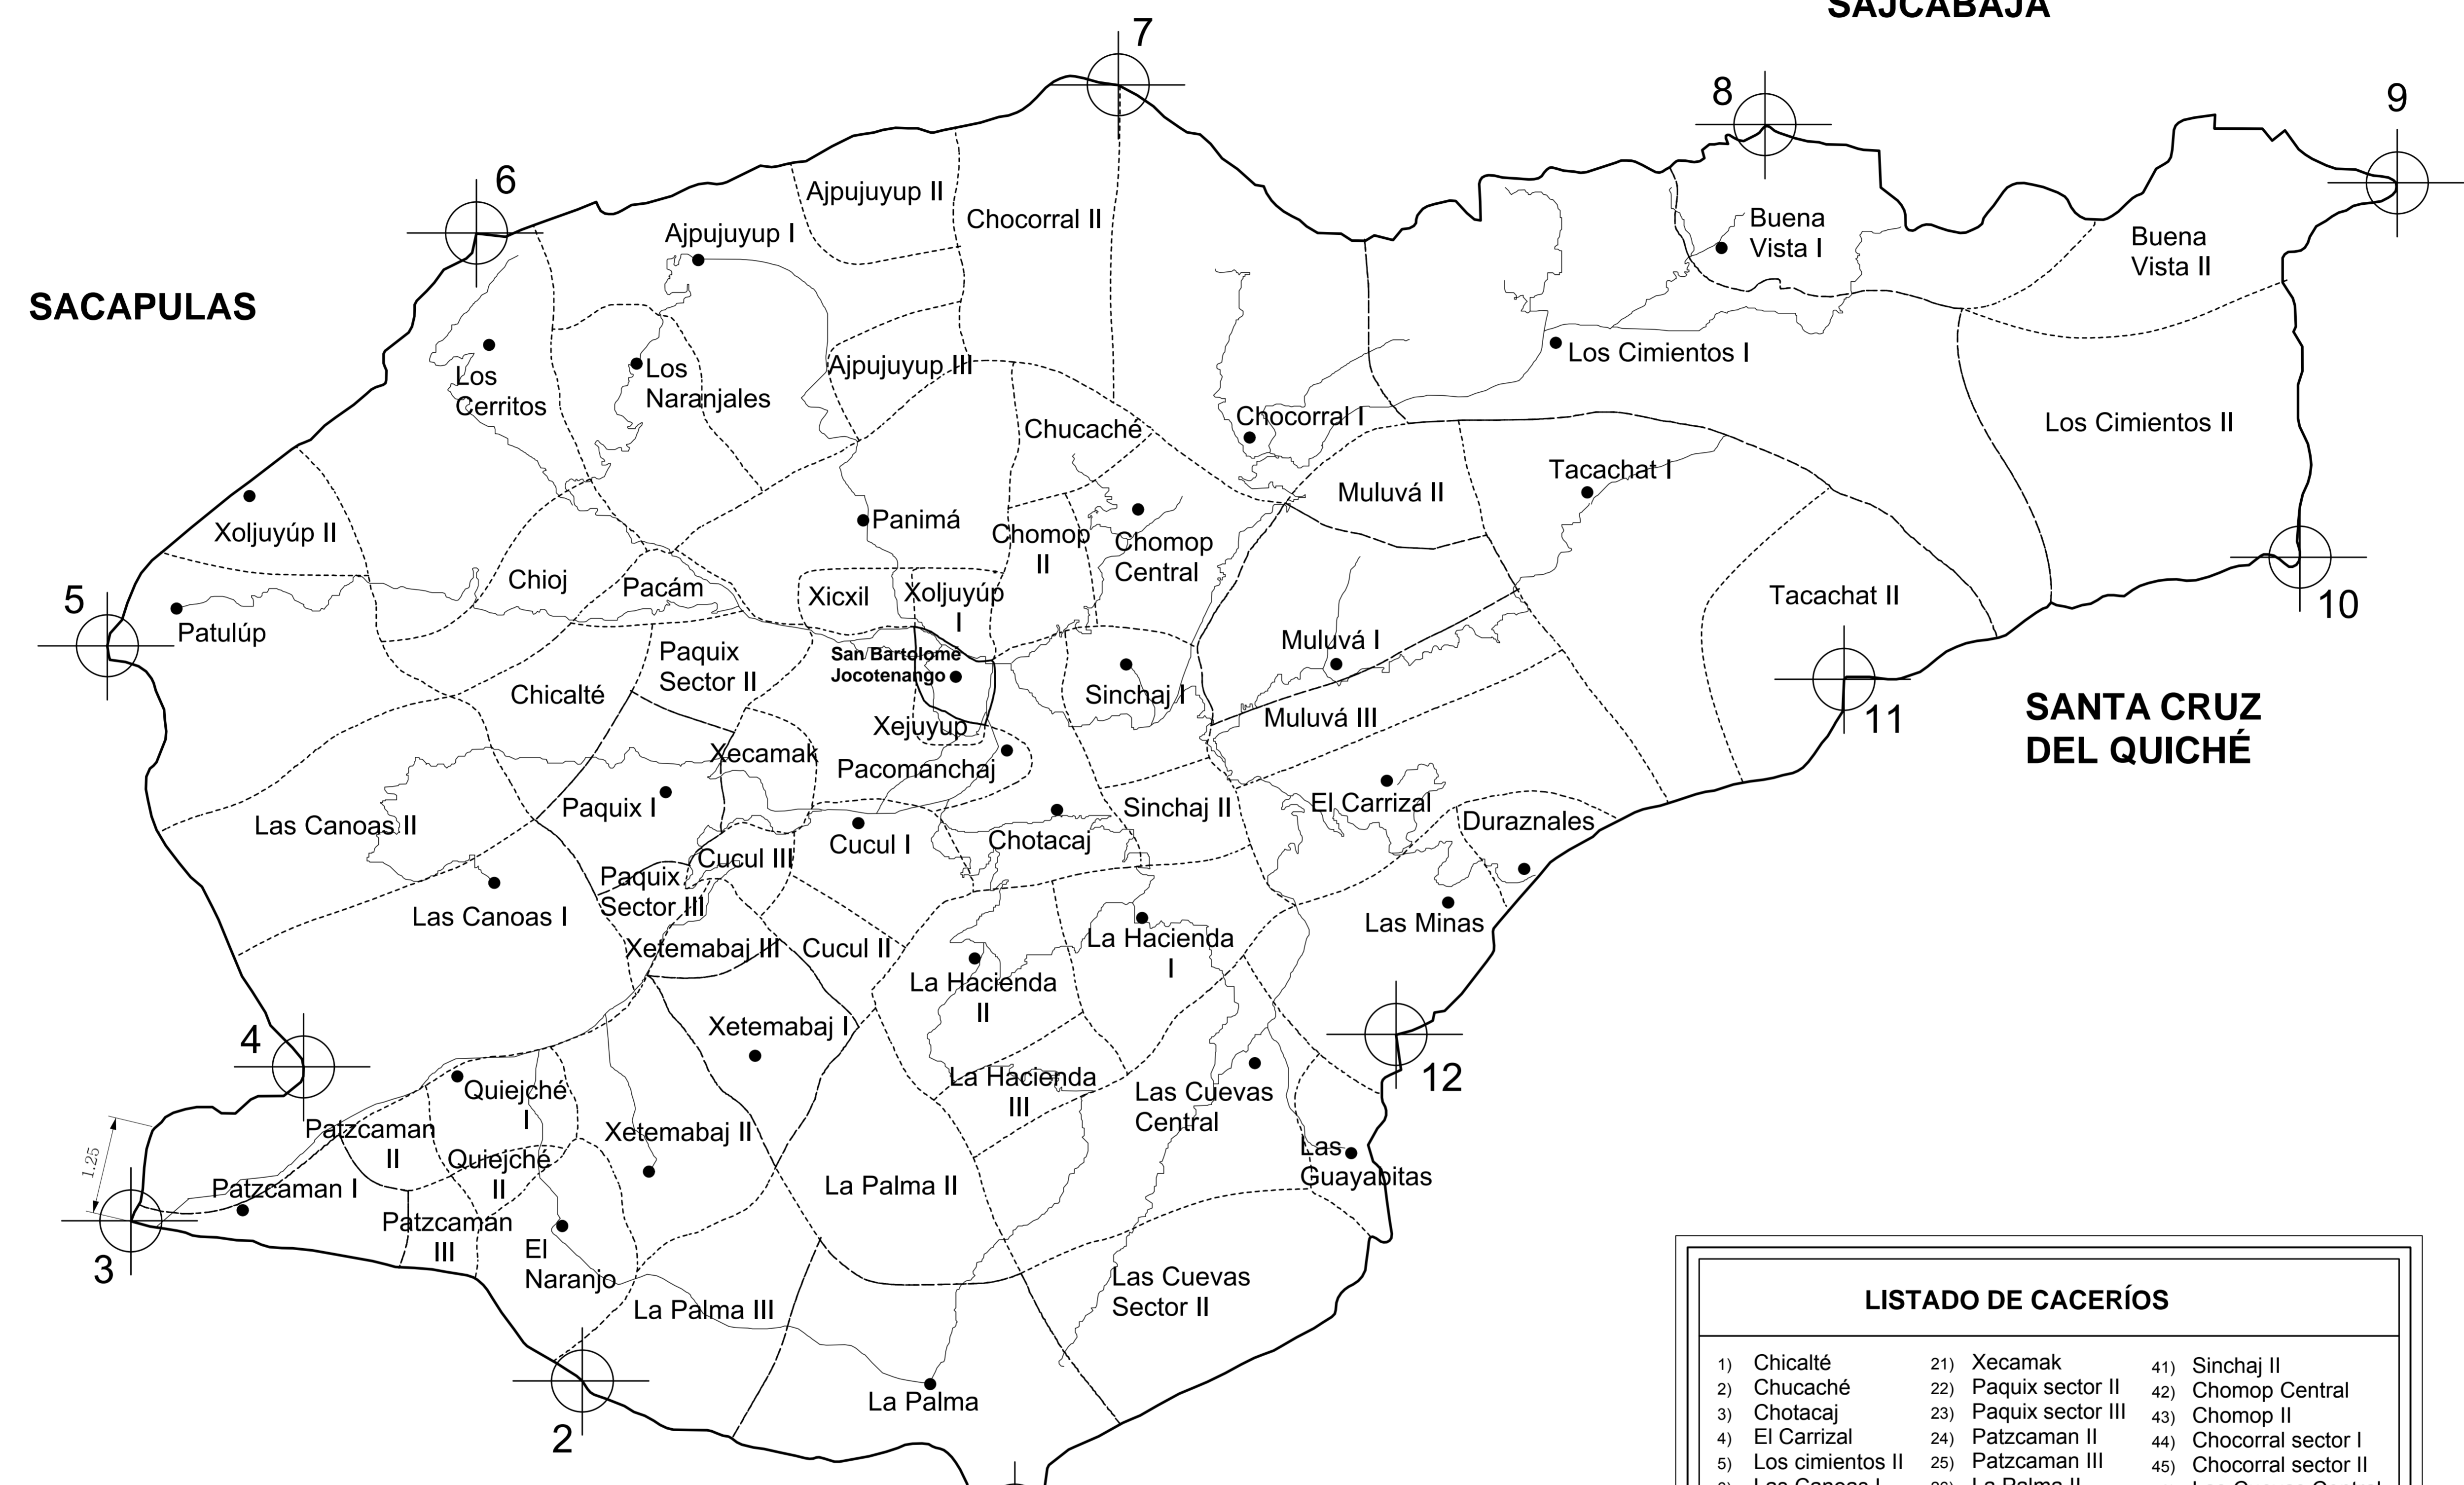 SAJCABAJA
7
8
9
6
Ajpujuyup II
Chocorral II
Buena
Vista I
Ajpujuyup I
Buena
Vista II
SACAPULAS
Los Cimientos I
Ajpujuyup III
Los
Cerritos
Los
Naranjales
Chocorral I
Los Cimientos II
Chucaché
Tacachat I
Muluvá II
Panimá
Xoljuyúp II
Chomop
II
Chomop
Central
Chioj
Pacám
Xicxil
Xoljuyúp
I
Tacachat II
5
10
Patulúp
Muluvá I
Paquix
Sector II
San Bartolomé
Jocotenango
Chicalté
Sinchaj I
SANTA CRUZ
DEL QUICHÉ
11
Muluvá III
Xejuyup
Xecamak
Pacomanchaj
Paquix I
Sinchaj II
El Carrizal
Las Canoas II
Duraznales
Cucul I
Chotacaj
Cucul III
Paquix
Sector III
Las Canoas I
Las Minas
La Hacienda
I
Xetemabaj III
Cucul II
La Hacienda
II
Xetemabaj I
4
12
La Hacienda
III
Quiejché
I
Las Cuevas
Central
Patzcaman
II
Xetemabaj II
Las
Guayabitas
1.25
Quiejché
II
Patzcaman I
La Palma II
Patzcaman
III
El
Naranjo
3
Las Cuevas
Sector II
La Palma III
La Palma
2
LISTADO DE CACERÍOS
1) Chicalté
2) Chucaché
3) Chotacaj
4) El Carrizal
5) Los cimientos II
Las Canoas I
21) Xecamak
22) Paquix sector II
23) Paquix sector III
24) Patzcaman II
25) Patzcaman III
La Palma II
41) Sinchaj II
42) Chomop Central
43) Chomop II
44) Chocorral sector I
45) Chocorral sector II
Las Cuevas Central